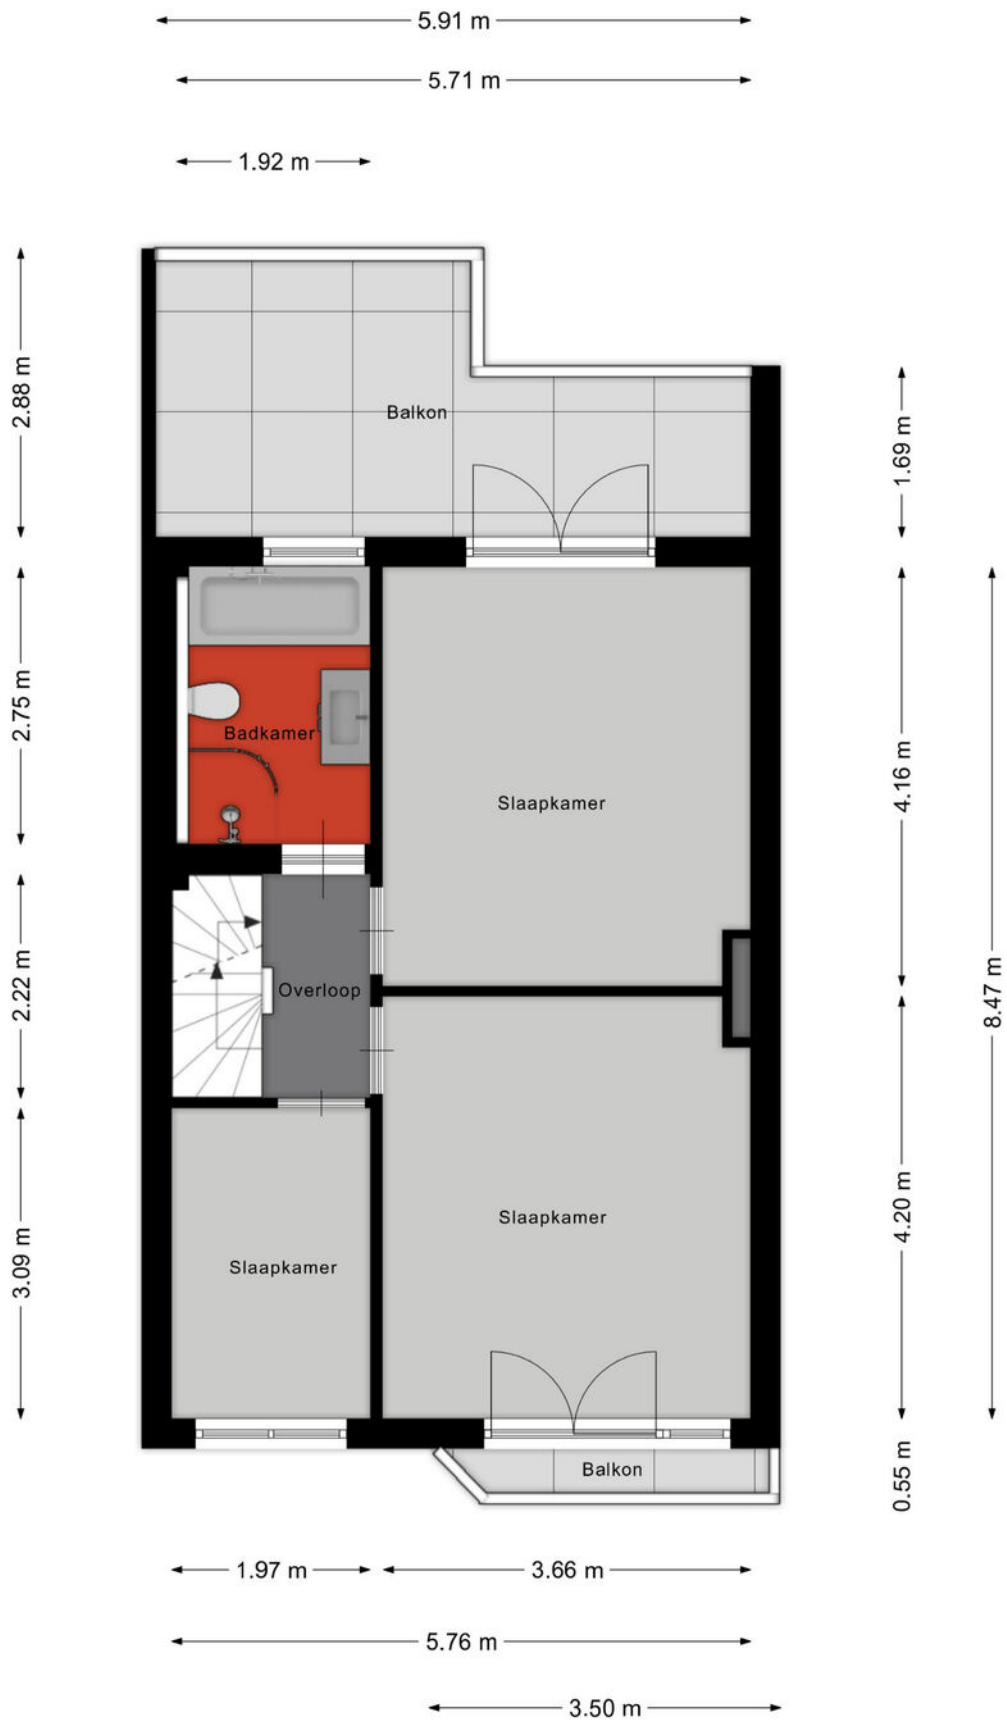 5.91 m
5.71 m
1.92 m
2.88 m
1.69 m
Balkon
2.75 m
4.16 m
8.47 m
Badkamer
Slaapkamer
2.22 m
Overloop
3.09 m
4.20 m
Slaapkamer
Slaapkamer
Balkon
0.55 m
1.97 m
3.66 m
5.76 m
3.50 m